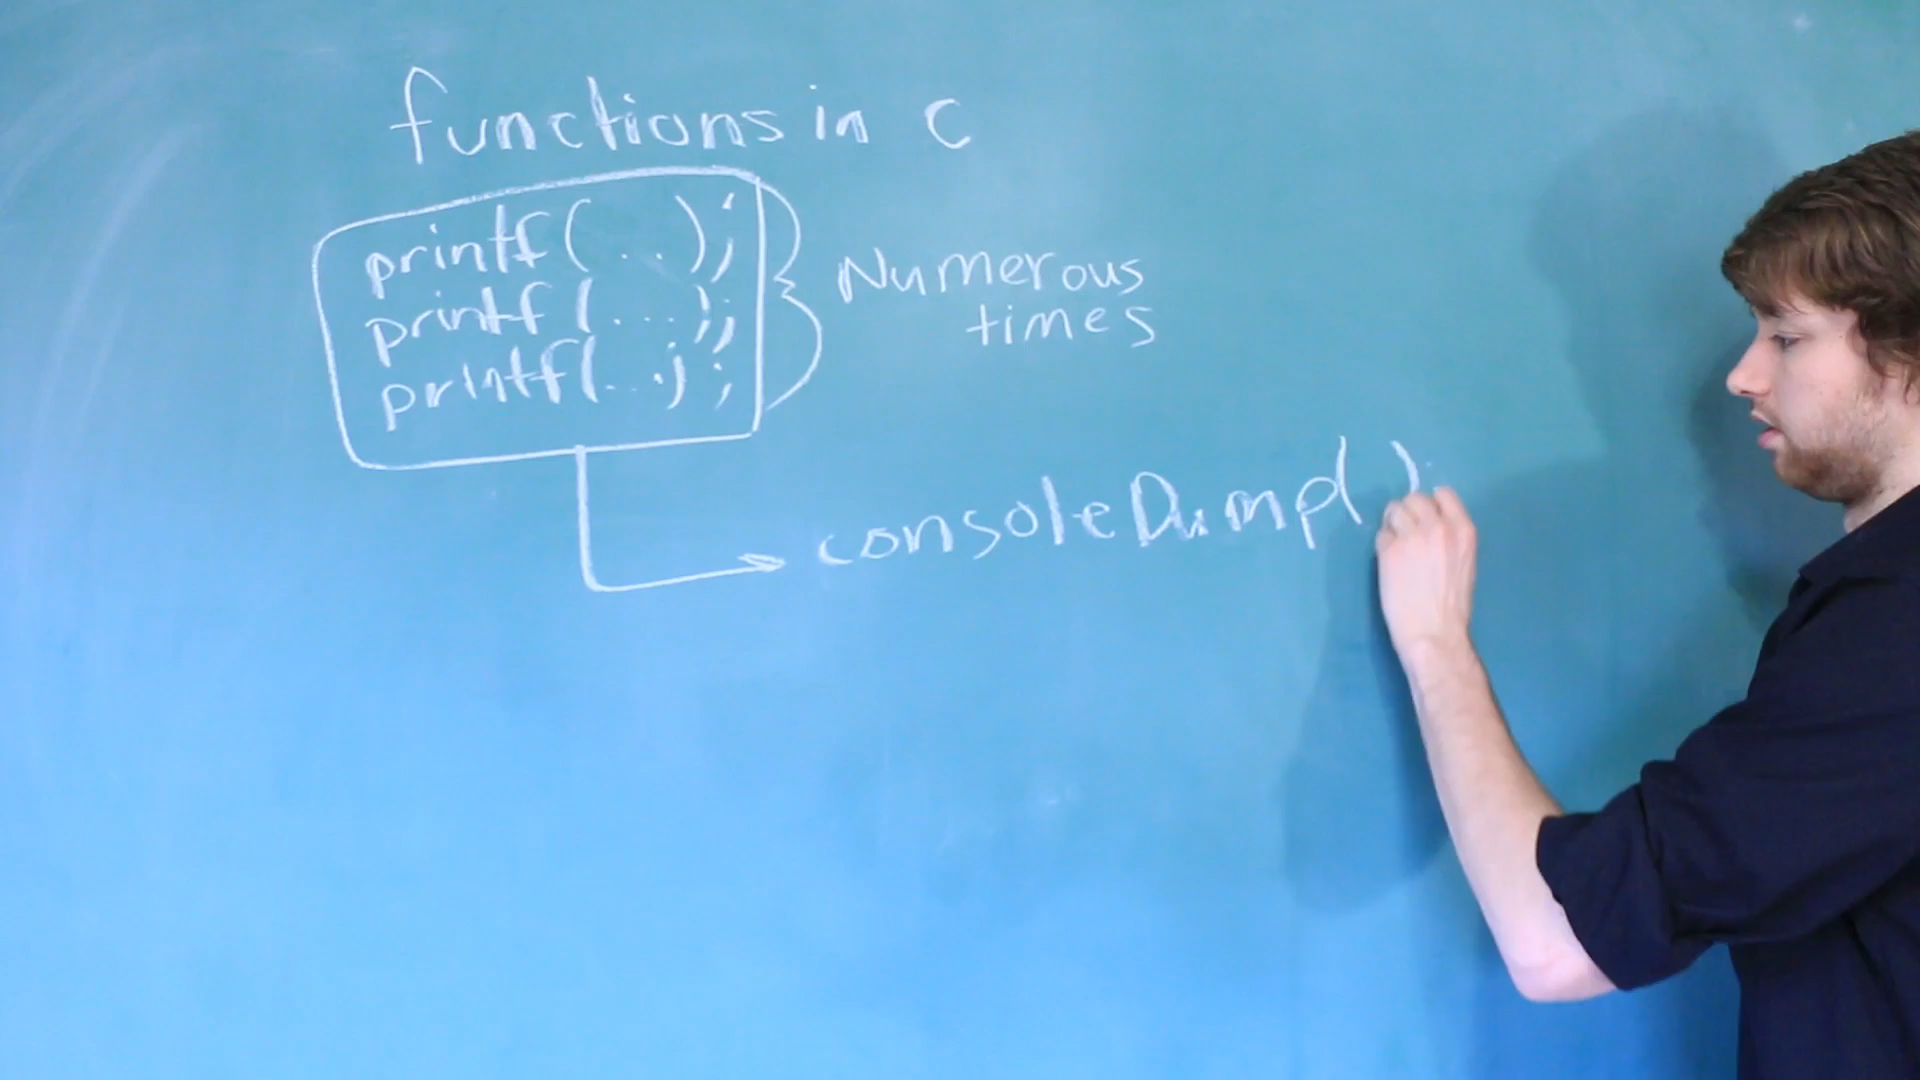 functions in c
printf(..);
printf(...);
printf(...);
Numerous
times
consoleDump();